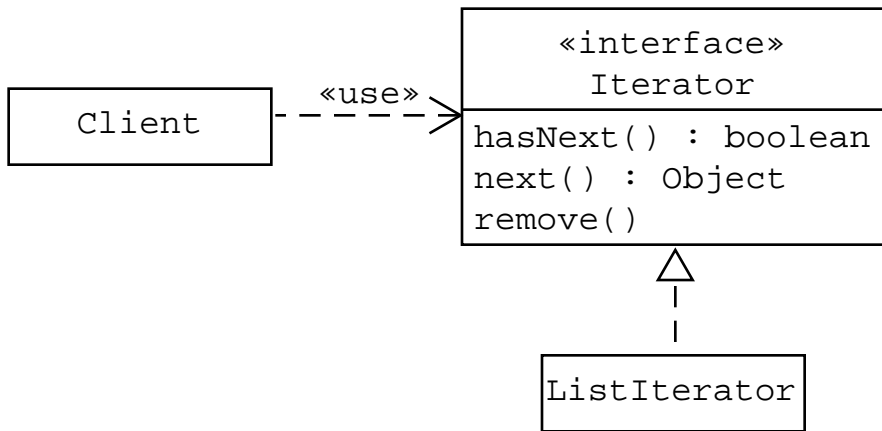 «interface»
Iterator
«use»
Client
hasNext() : boolean
next() : Object
remove()
ListIterator